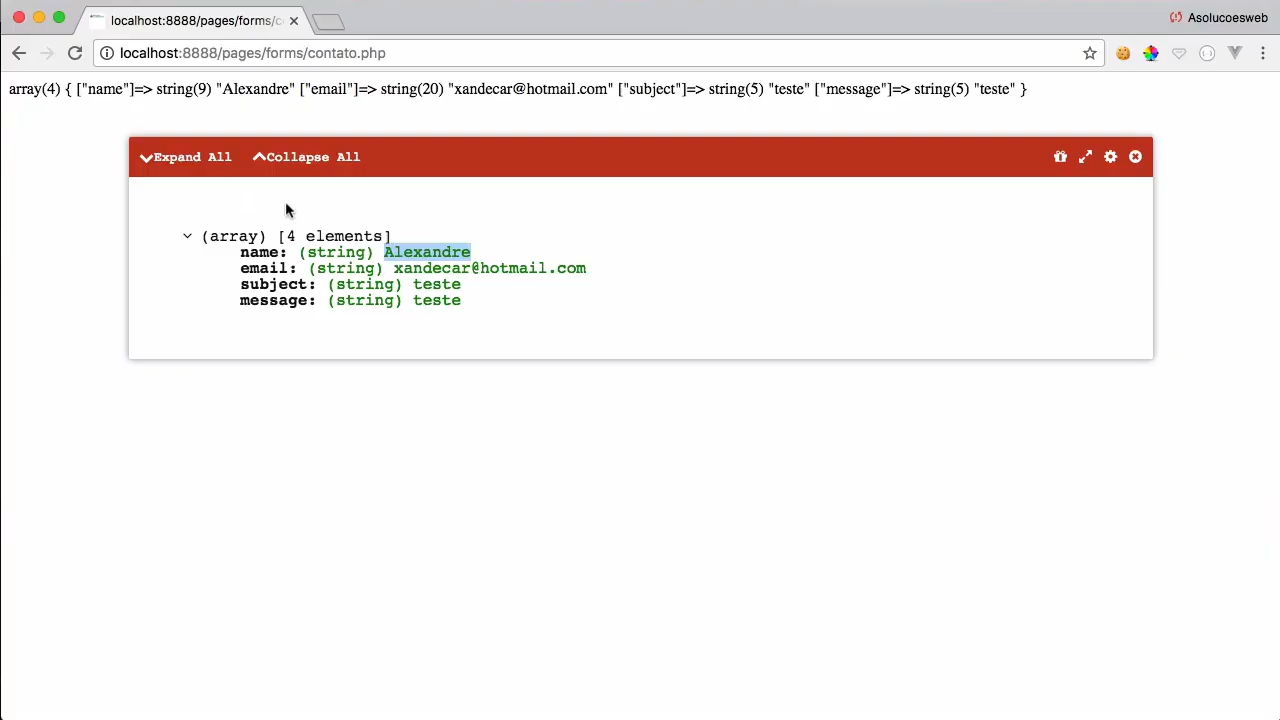 localhost:8888/pages/forms/c
Asolucoesweb
localhost:8888/pages/forms/contato.php
array(4) { ["name"]=> string(9) "Alexandre" ["email"]=> string(20) "xandecar@hotmail.com" ["subject"]=> string(5) "teste" ["message"]=> string(5) "teste" }
Expand All Collapse All
(array) [4 elements]
name: (string) Alexandre
email: (string) xandecar@hotmail.com
subject: (string) teste
message: (string) teste